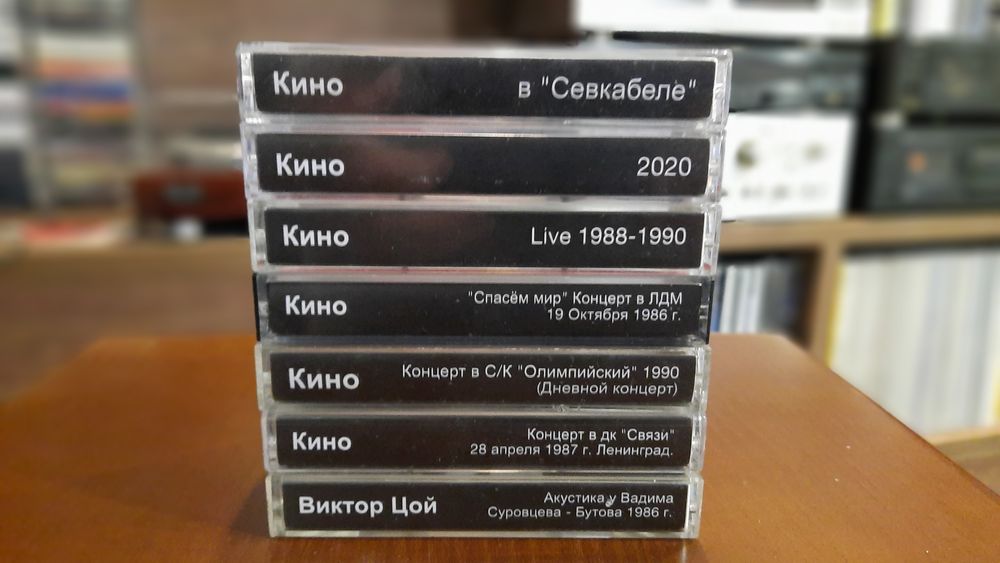 Кино в "Севкабеле"
Кино 2020
Кино Live 1988-1990
Кино "Спасём мир" Концерт в ЛДМ
19 Октября 1986 г.
Кино Концерт в С/К "Олимпийский" 1990
(Дневной концерт)
Кино Концерт в дк "Связи"
28 апреля 1987 г. Ленинград.
Виктор Цой Акустика у Вадима
Суровцева - Бутова 1986 г.